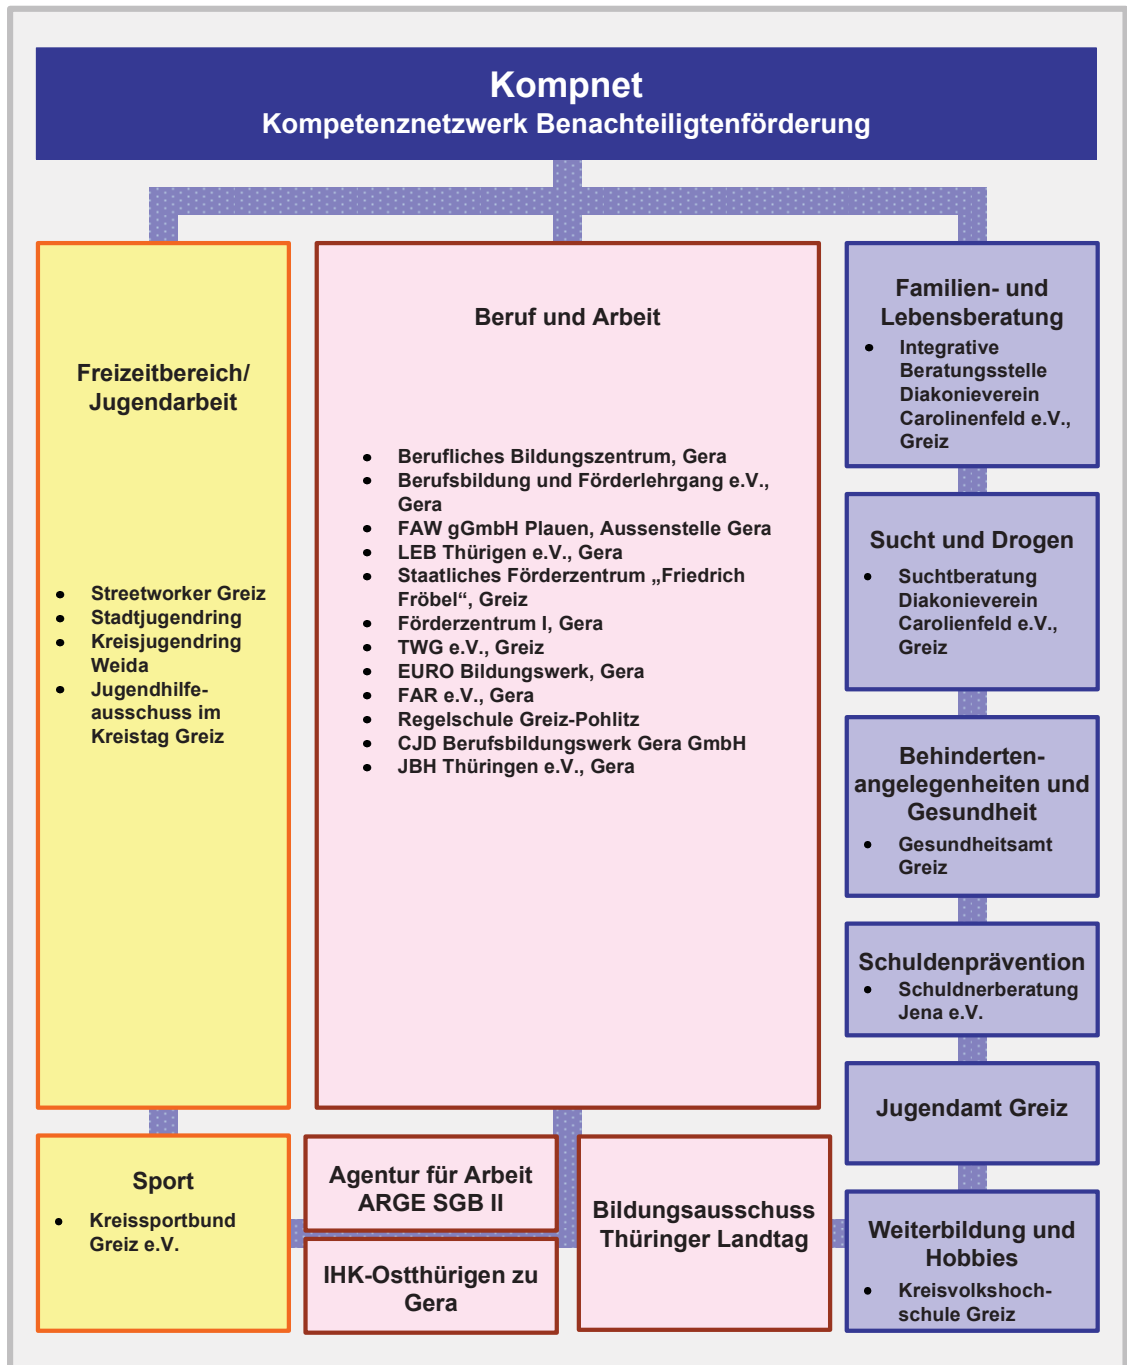 Kompnet
Kompetenznetzwerk Benachteiligtenförderung
Freizeitbereich/
Jugendarbeit
• Streetworker Greiz
• Stadtjugendring
• Kreisjugendring
Weida
• Jugendhilfe-
ausschuss im
Kreistag Greiz
Sport
• Kreissportbund
Greiz e.V.
Beruf und Arbeit
• Berufliches Bildungszentrum, Gera
• Berufsbildung und Förderlehrgang e.V.,
Gera
• FAW gGmbH Plauen, Aussenstelle Gera
• LEB Thürigen e.V., Gera
• Staatliches Förderzentrum „Friedrich
Fröbel“, Greiz
• Förderzentrum I, Gera
• TWG e.V., Greiz
• EURO Bildungswerk, Gera
• FAR e.V., Gera
• Regelschule Greiz-Pohlitz
• CJD Berufsbildungswerk Gera GmbH
• JBH Thüringen e.V., Gera
Agentur für Arbeit
ARGE SGB II
IHK-Ostthürigen zu
Gera
Bildungsausschuss
Thüringer Landtag
Familien- und
Lebensberatung
• Integrative
Beratungsstelle
Diakonieverein
Carolinenfeld e.V.,
Greiz
Sucht und Drogen
• Suchtberatung
Diakonieverein
Carolienfeld e.V.,
Greiz
Behinderten-
angelegenheiten und
Gesundheit
• Gesundheitsamt
Greiz
Schuldenprävention
• Schuldnerberatung
Jena e.V.
Jugendamt Greiz
Weiterbildung und
Hobbies
• Kreisvolkshoch-
schule Greiz